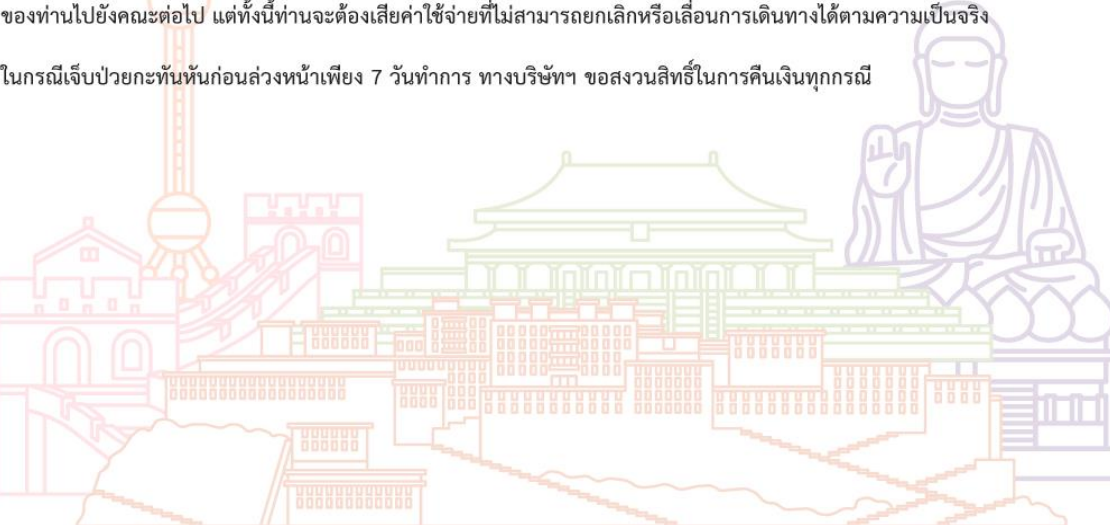 ของท่านไปยังคณะต่อไป แต่ทั้งนี้ท่านจะต้องเสียค่าใช้จ่ายที่ไม่สามารถยกเลิกหรือเลื่อนการเดินทางได้ตามความเป็นจริง
ในกรณีเจ็บป่วยกะทันหันก่อนล่วงหน้าเพียง 7 วันทำการ ทางบริษัทฯ ขอสงวนสิทธิ์ในการคืนเงินทุกกรณี